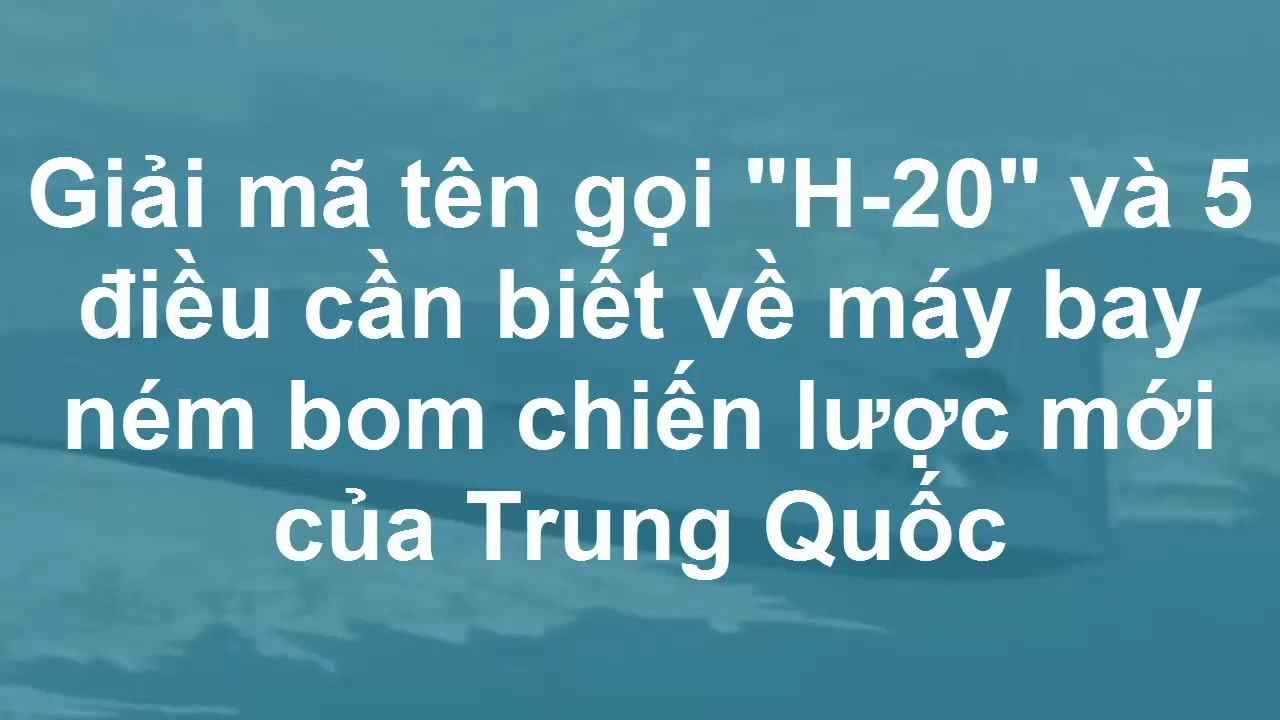 Giải mã tên gọi "H-20" và 5
điều cần biết về máy bay
ném bom chiến lược mới
của Trung Quốc